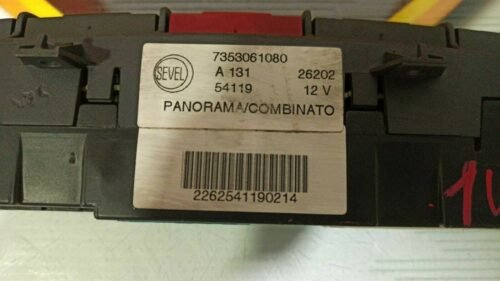 SEVEL
7353061080
A 131 26202
54119 12 V
PANORAMA/COMBINATO
2262541190214